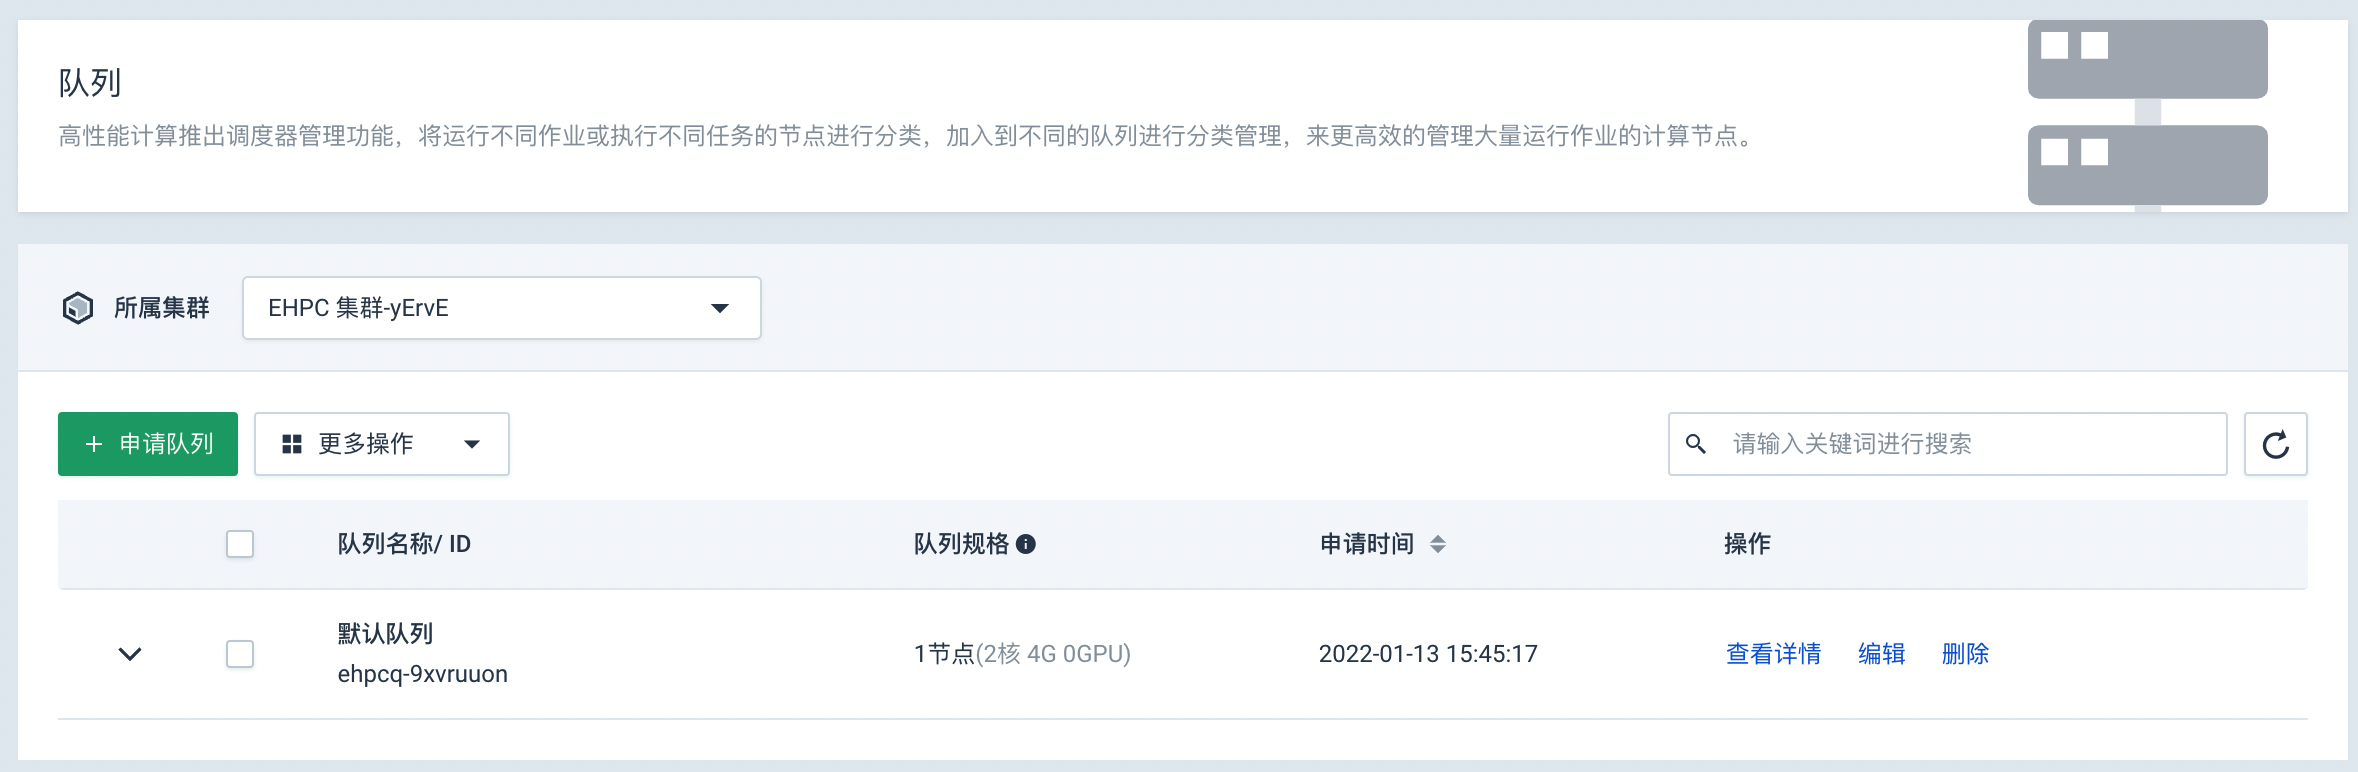 队列
高性能计算推出调度器管理功能，将运行不同作业或执行不同任务的节点进行分类，加入到不同的队列进行分类管理，来更高效的管理大量运行作业的计算节点。
所属集群 EHPC 集群-yErvE
申请队列 更多操作 请输入关键词进行搜索
队列名称/ ID 队列规格 申请时间 操作
默认队列
ehpcq-9xvruuon
1节点(2核 4G 0GPU) 2022-01-13 15:45:17 查看详情 编辑 删除